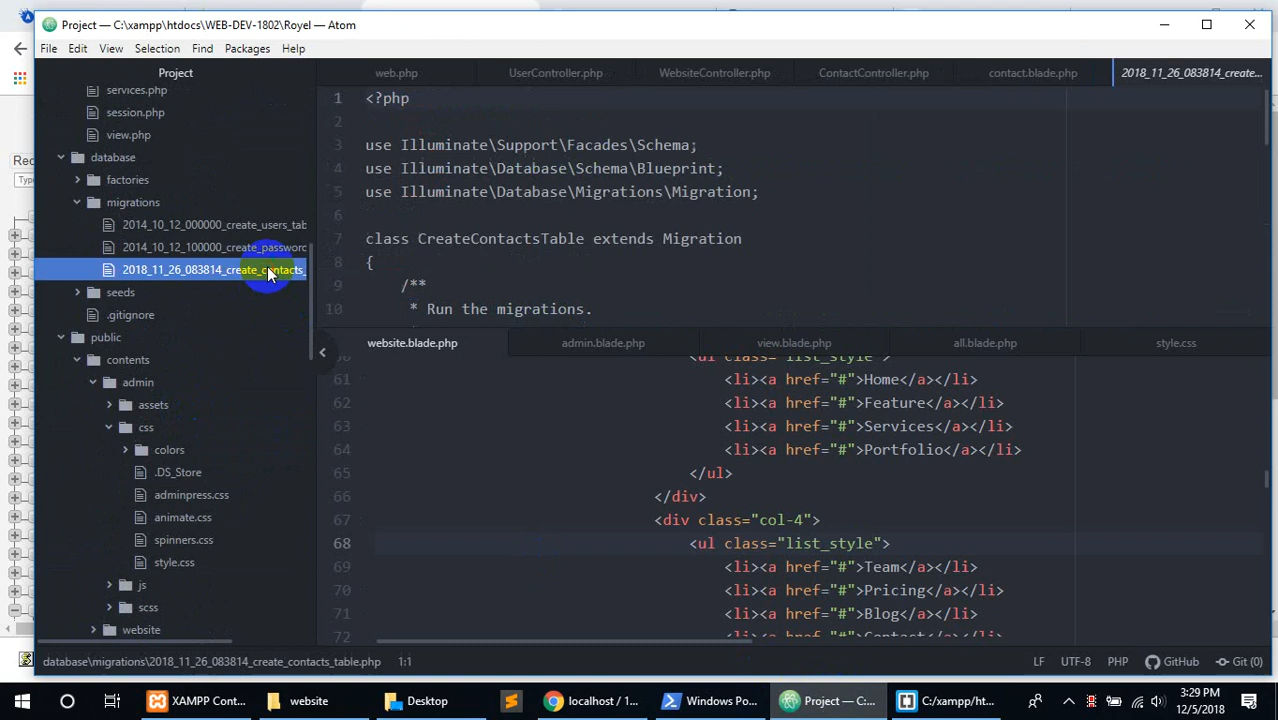 Project — C:\xampp\htdocs\WEB-DEV-1802\Royel — Atom
File Edit View Selection Find Packages Help
Project
services.php
session.php
view.php
database
factories
migrations
2014_10_12_000000_create_users_tab
2014_10_12_100000_create_password
2018_11_26_083814_create_contacts_
seeds
.gitignore
public
contents
admin
assets
css
colors
.DS_Store
adminpress.css
animate.css
spinners.css
style.css
js
scss
website
web.php UserController.php WebsiteController.php ContactController.php contact.blade.php 2018_11_26_083814_create...
1 <?php
2
3 use Illuminate\Support\Facades\Schema;
4 use Illuminate\Database\Schema\Blueprint;
5 use Illuminate\Database\Migrations\Migration;
6
7 class CreateContactsTable extends Migration
8 {
9 /**
10 * Run the migrations.
website.blade.php admin.blade.php view.blade.php all.blade.php style.css
60 <ul class="list_style">
61 <li><a href="#">Home</a></li>
62 <li><a href="#">Feature</a></li>
63 <li><a href="#">Services</a></li>
64 <li><a href="#">Portfolio</a></li>
65 </ul>
66 </div>
67 <div class="col-4">
68 <ul class="list_style">
69 <li><a href="#">Team</a></li>
70 <li><a href="#">Pricing</a></li>
71 <li><a href="#">Blog</a></li>
72 <li><a href="#">Contact</a></li>
database\migrations\2018_11_26_083814_create_contacts_table.php 1:1 LF UTF-8 PHP GitHub Git (0)
XAMPP Cont... website Desktop localhost / 1... Windows Po... Project — C:... C:/xampp/ht...
3:29 PM
12/5/2018